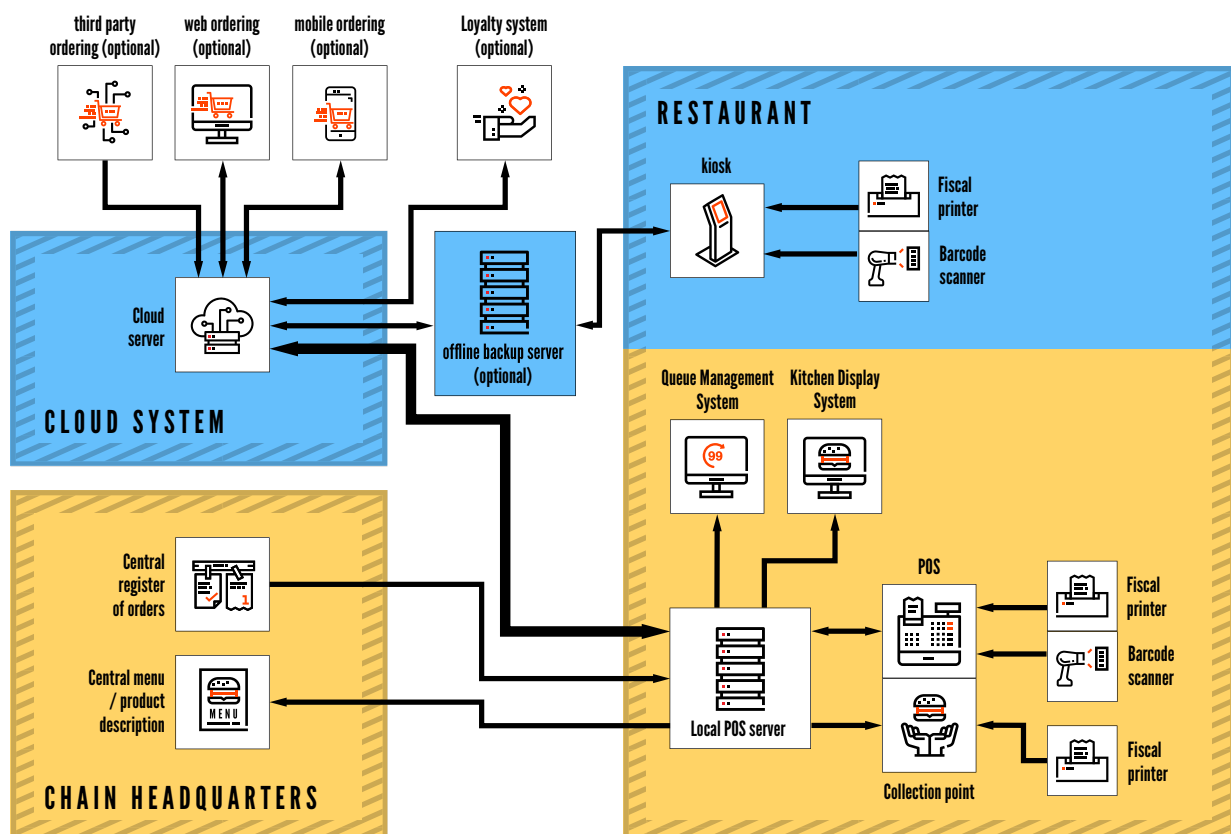 third party
ordering (optional)
web ordering
(optional)
mobile ordering
(optional)
Loyalty system
(optional)
RESTAURANT
kiosk
Fiscal
printer
Barcode
scanner
Cloud
server
offline backup server
(optional)
CLOUD SYSTEM
Queue Management
System
Kitchen Display
System
99
Central
register
of orders
1
POS
Fiscal
printer
Barcode
scanner
Central menu
/ product
description
MENU
Local POS server
Fiscal
printer
Collection point
CHAIN HEADQUARTERS